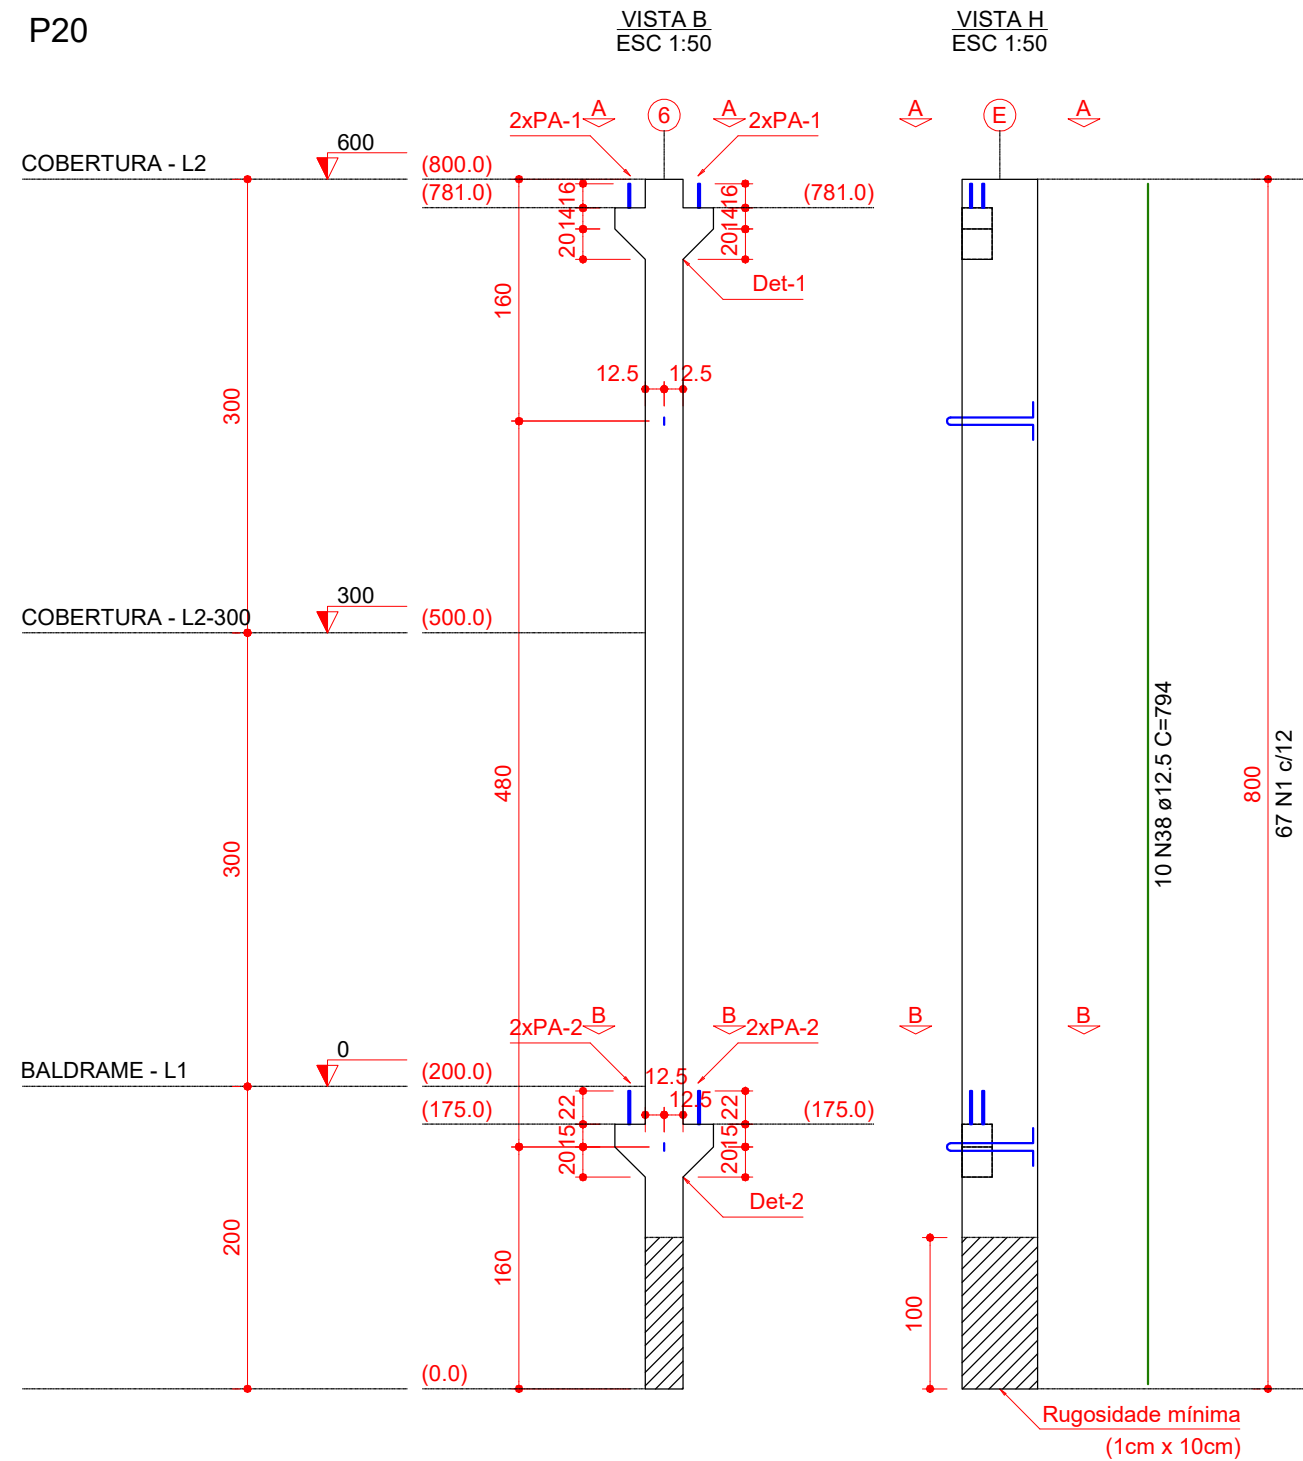 P20
VISTA B
ESC 1:50
VISTA H
ESC 1:50
2xPA-1
A
6
A
2xPA-1
A
E
A
COBERTURA - L2
600
(800.0)
(781.0)
16
14
20
16
14
20
(781.0)
Det-1
160
12.5
12.5
300
COBERTURA - L2-300
300
(500.0)
480
300
10 N38 ø12.5 C=794
800
67 N1 c/12
2xPA-2
B
B
2xPA-2
B
B
BALDRAME - L1
0
(200.0)
(175.0)
12.5
12.5
22
15
20
22
15
20
(175.0)
Det-2
200
160
100
(0.0)
Rugosidade mínima
(1cm x 10cm)